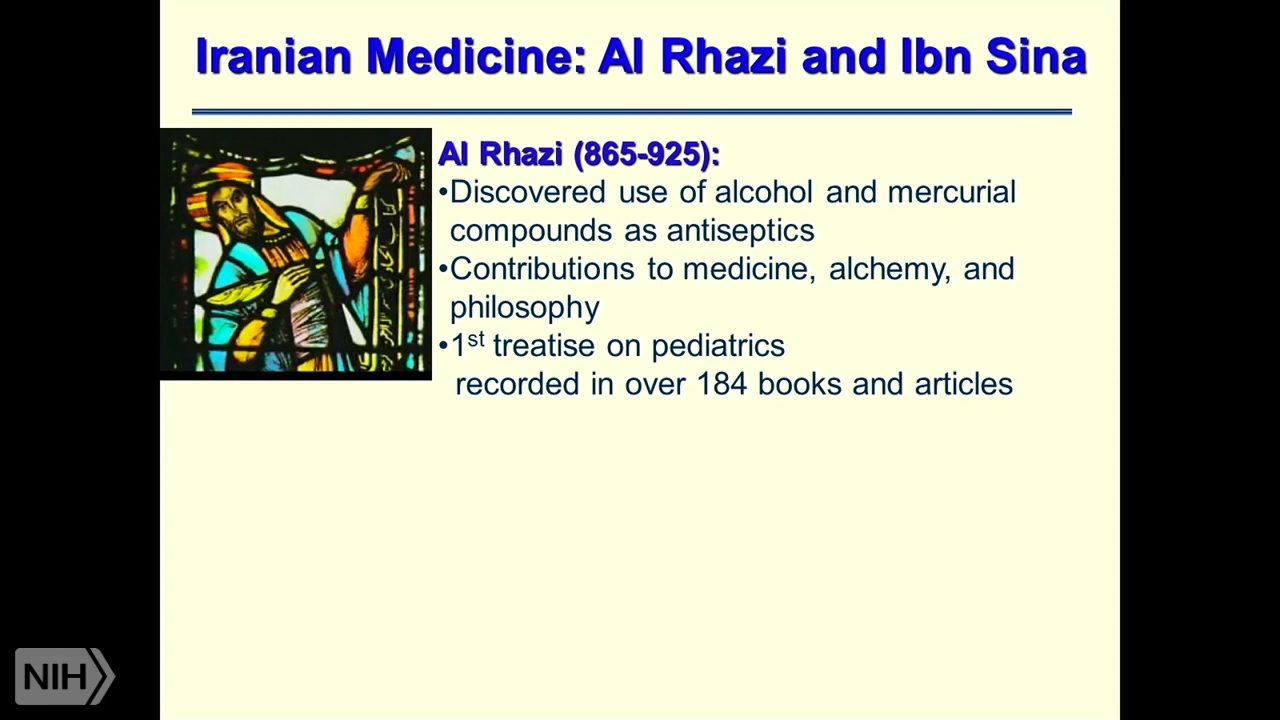 Iranian Medicine: Al Rhazi and Ibn Sina
Al Rhazi (865-925):
•Discovered use of alcohol and mercurial
compounds as antiseptics
•Contributions to medicine, alchemy, and
philosophy
•1st treatise on pediatrics
recorded in over 184 books and articles
NIH